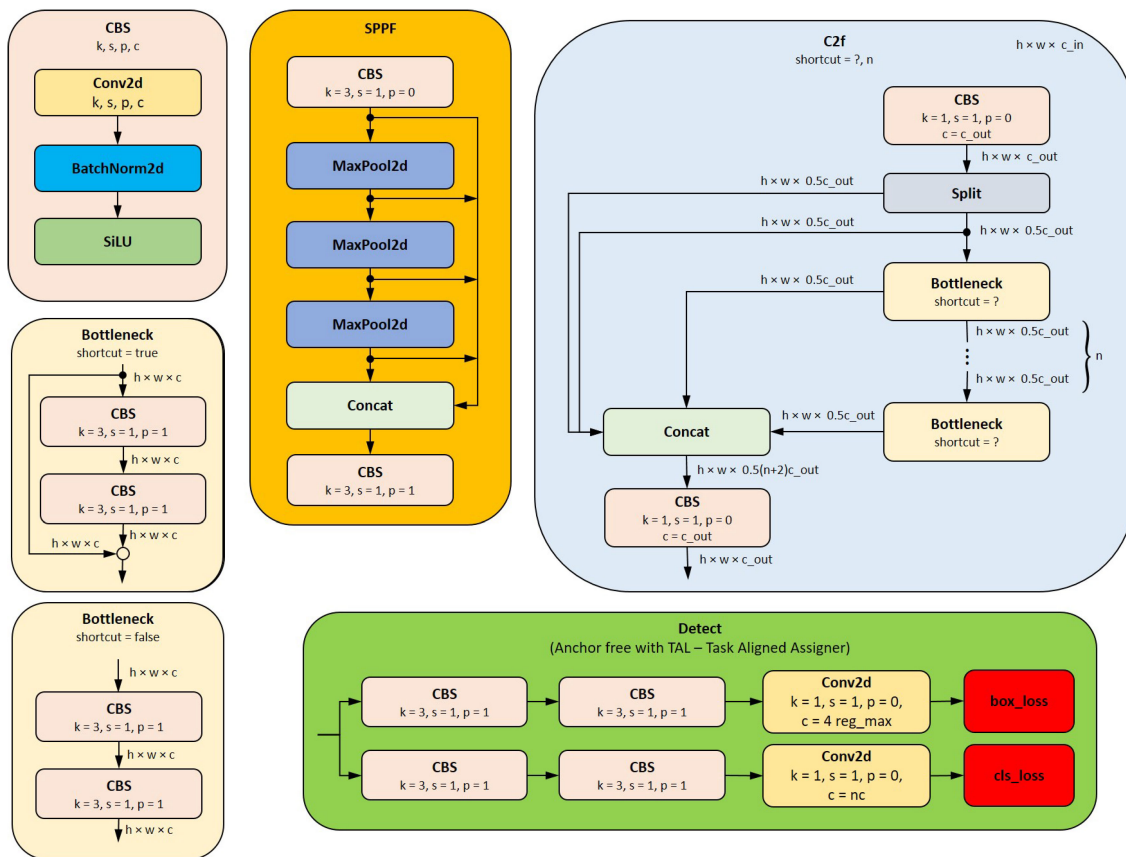 CBS
k, s, p, c
Conv2d
k, s, p, c
BatchNorm2d
SiLU
SPPF
CBS
k = 3, s = 1, p = 0
MaxPool2d
MaxPool2d
MaxPool2d
Concat
CBS
k = 3, s = 1, p = 1
C2f
shortcut = ?, n
h × w × c_in
CBS
k = 1, s = 1, p = 0
c = c_out
h × w × c_out
h × w × 0.5c_out
Split
h × w × 0.5c_out
h × w × 0.5c_out
h × w × 0.5c_out
Bottleneck
shortcut = ?
h × w × 0.5c_out
n
h × w × 0.5c_out
h × w × 0.5c_out
Bottleneck
shortcut = ?
Concat
h × w × 0.5(n+2)c_out
CBS
k = 1, s = 1, p = 0
c = c_out
h × w × c_out
Bottleneck
shortcut = true
h × w × c
CBS
k = 3, s = 1, p = 1
h × w × c
CBS
k = 3, s = 1, p = 1
h × w × c
h × w × c
Bottleneck
shortcut = false
h × w × c
CBS
k = 3, s = 1, p = 1
h × w × c
CBS
k = 3, s = 1, p = 1
h × w × c
Detect
(Anchor free with TAL – Task Aligned Assigner)
CBS
k = 3, s = 1, p = 1
CBS
k = 3, s = 1, p = 1
Conv2d
k = 1, s = 1, p = 0,
c = 4 reg_max
box_loss
CBS
k = 3, s = 1, p = 1
CBS
k = 3, s = 1, p = 1
Conv2d
k = 1, s = 1, p = 0,
c = nc
cls_loss